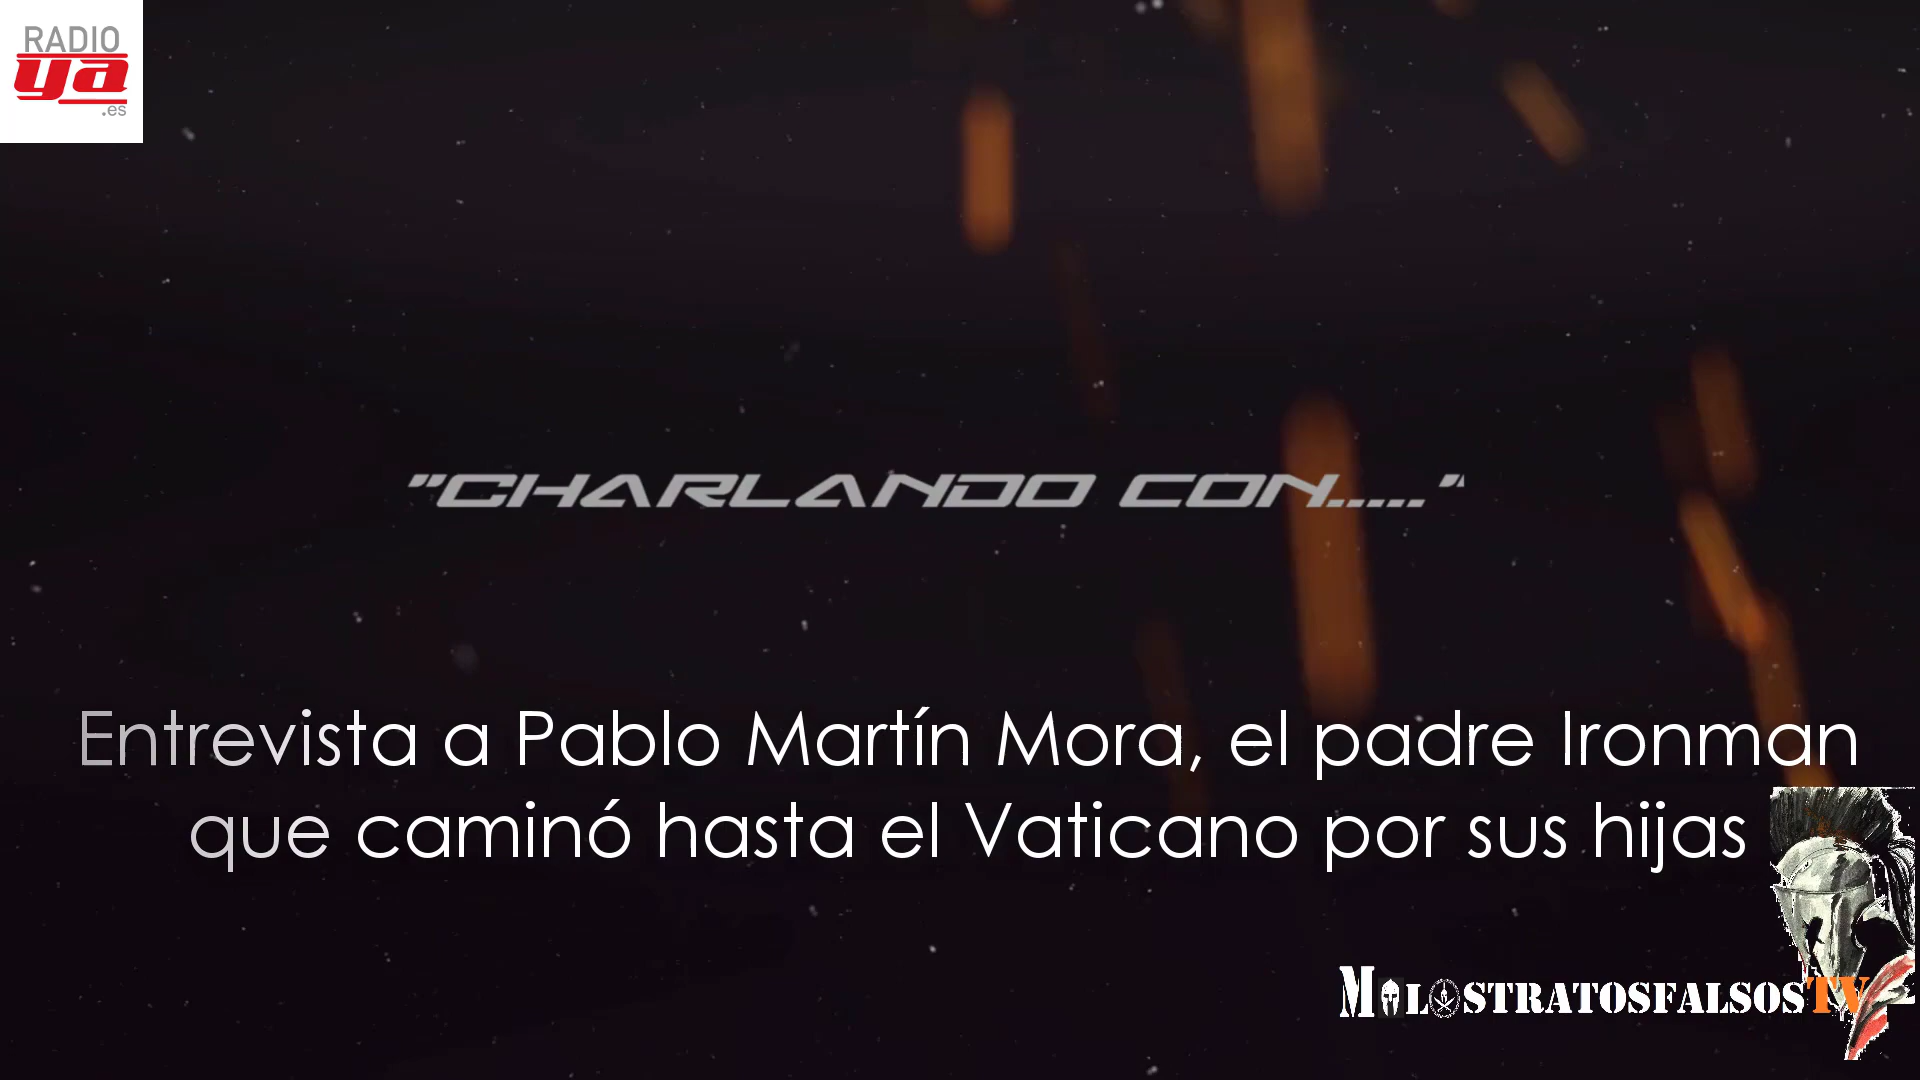 RADIO
ya
.es
"CHARLANDO CON....."
Entrevista a Pablo Martín Mora, el padre Ironman
que caminó hasta el Vaticano por sus hijas
MALOSTRATOSFALSOSTV